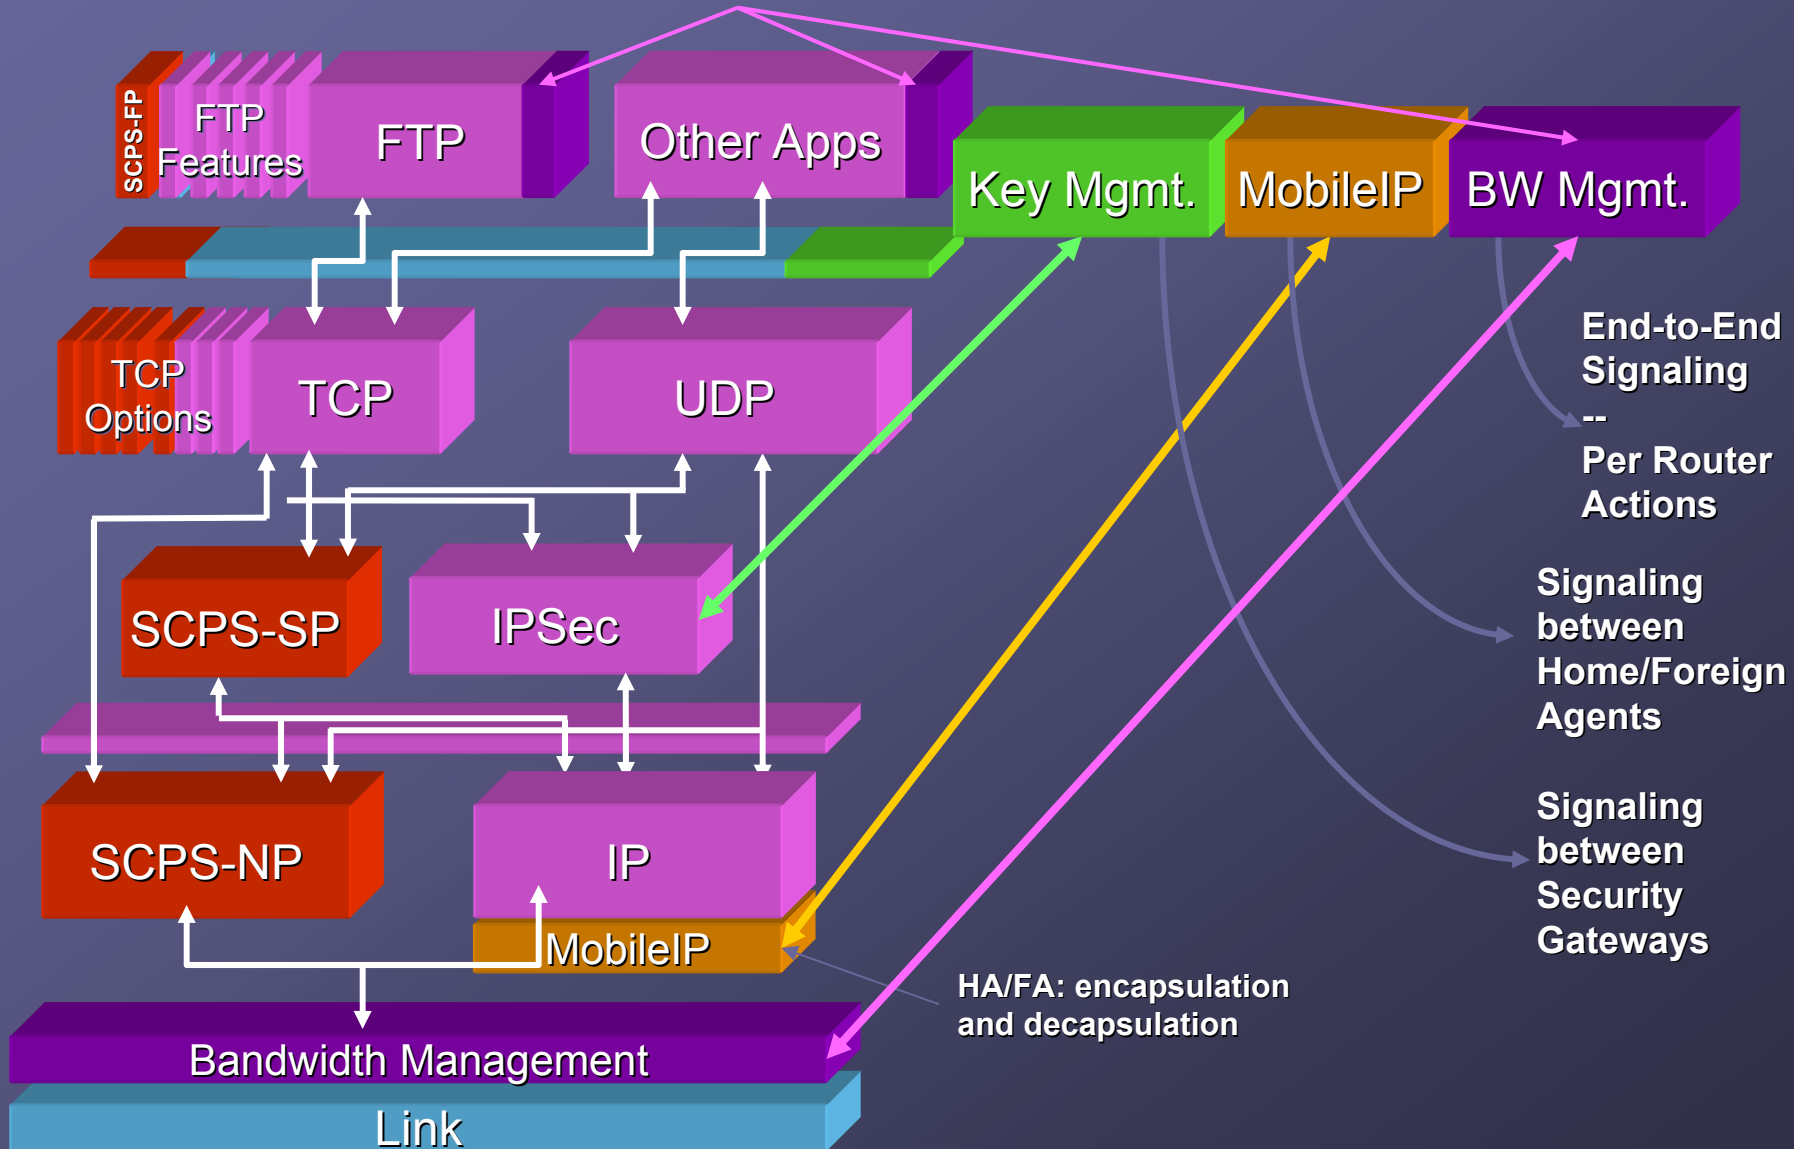 SCPS-FP
FTP
Features
FTP
Other Apps
Key Mgmt.
MobileIP
BW Mgmt.
TCP
Options
TCP
UDP
End-to-End
Signaling
--
Per Router
Actions
SCPS-SP
IPSec
Signaling
between
Home/Foreign
Agents
SCPS-NP
IP
MobileIP
Signaling
between
Security
Gateways
HA/FA: encapsulation
and decapsulation
Bandwidth Management
Link